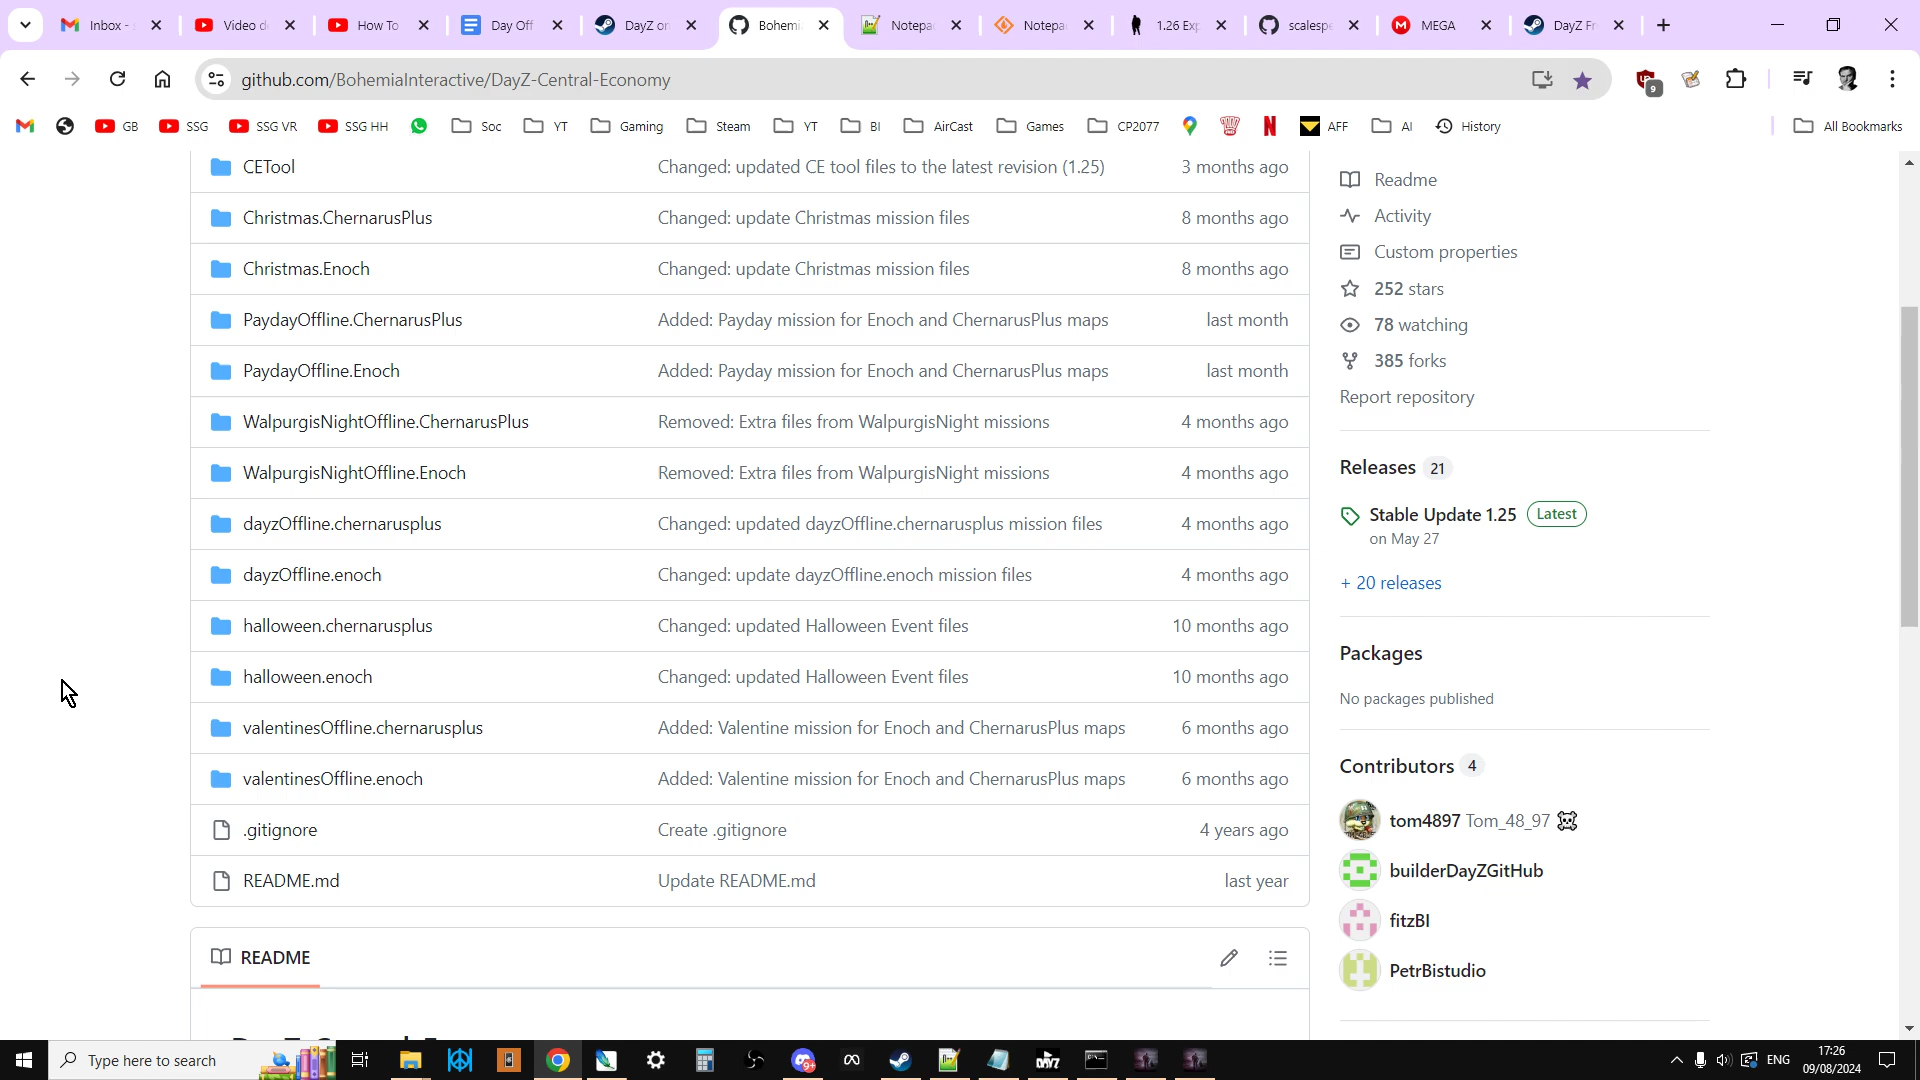 Inbox -
Video d
How To
Day Off
DayZ on
Bohemi
Notepa
Notepa
1.26 Exp
scalespe
MEGA
DayZ Fr
github.com/BohemiaInteractive/DayZ-Central-Economy
9
GB
SSG
SSG VR
SSG HH
Soc
YT
Gaming
Steam
YT
BI
AirCast
Games
CP2077
N
AFF
AI
History
All Bookmarks
CETool Changed: updated CE tool files to the latest revision (1.25) 3 months ago
Christmas.ChernarusPlus Changed: update Christmas mission files 8 months ago
Christmas.Enoch Changed: update Christmas mission files 8 months ago
PaydayOffline.ChernarusPlus Added: Payday mission for Enoch and ChernarusPlus maps last month
PaydayOffline.Enoch Added: Payday mission for Enoch and ChernarusPlus maps last month
WalpurgisNightOffline.ChernarusPlus Removed: Extra files from WalpurgisNight missions 4 months ago
WalpurgisNightOffline.Enoch Removed: Extra files from WalpurgisNight missions 4 months ago
dayzOffline.chernarusplus Changed: updated dayzOffline.chernarusplus mission files 4 months ago
dayzOffline.enoch Changed: update dayzOffline.enoch mission files 4 months ago
halloween.chernarusplus Changed: updated Halloween Event files 10 months ago
halloween.enoch Changed: updated Halloween Event files 10 months ago
valentinesOffline.chernarusplus Added: Valentine mission for Enoch and ChernarusPlus maps 6 months ago
valentinesOffline.enoch Added: Valentine mission for Enoch and ChernarusPlus maps 6 months ago
.gitignore Create .gitignore 4 years ago
README.md Update README.md last year
README
Readme
Activity
Custom properties
252 stars
78 watching
385 forks
Report repository
Releases 21
Stable Update 1.25 Latest
on May 27
+ 20 releases
Packages
No packages published
Contributors 4
tom4897 Tom_48_97
builderDayZGitHub
fitzBI
PetrBistudio
Type here to search
9+
DAYZ
ENG
17:26
09/08/2024